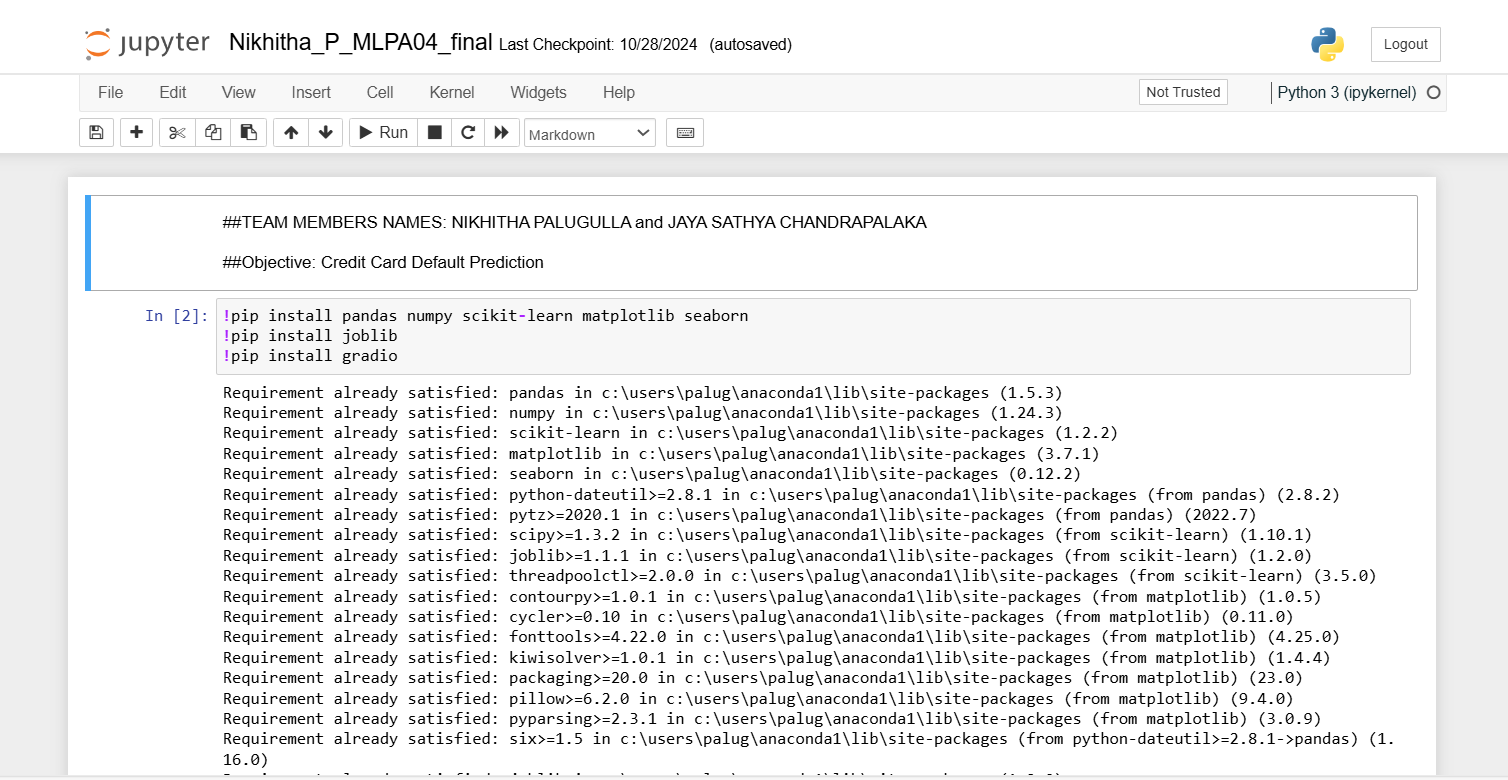 jupyter Nikhitha_P_MLPA04_final Last Checkpoint: 10/28/2024 (autosaved)
Logout
File Edit View Insert Cell Kernel Widgets Help
Not Trusted
Python 3 (ipykernel)
Run
Markdown
##TEAM MEMBERS NAMES: NIKHITHA PALUGULLA and JAYA SATHYA CHANDRAPALAKA
##Objective: Credit Card Default Prediction
In [2]: !pip install pandas numpy scikit-learn matplotlib seaborn
!pip install joblib
!pip install gradio
Requirement already satisfied: pandas in c:\users\palug\anaconda1\lib\site-packages (1.5.3)
Requirement already satisfied: numpy in c:\users\palug\anaconda1\lib\site-packages (1.24.3)
Requirement already satisfied: scikit-learn in c:\users\palug\anaconda1\lib\site-packages (1.2.2)
Requirement already satisfied: matplotlib in c:\users\palug\anaconda1\lib\site-packages (3.7.1)
Requirement already satisfied: seaborn in c:\users\palug\anaconda1\lib\site-packages (0.12.2)
Requirement already satisfied: python-dateutil>=2.8.1 in c:\users\palug\anaconda1\lib\site-packages (from pandas) (2.8.2)
Requirement already satisfied: pytz>=2020.1 in c:\users\palug\anaconda1\lib\site-packages (from pandas) (2022.7)
Requirement already satisfied: scipy>=1.3.2 in c:\users\palug\anaconda1\lib\site-packages (from scikit-learn) (1.10.1)
Requirement already satisfied: joblib>=1.1.1 in c:\users\palug\anaconda1\lib\site-packages (from scikit-learn) (1.2.0)
Requirement already satisfied: threadpoolctl>=2.0.0 in c:\users\palug\anaconda1\lib\site-packages (from scikit-learn) (3.5.0)
Requirement already satisfied: contourpy>=1.0.1 in c:\users\palug\anaconda1\lib\site-packages (from matplotlib) (1.0.5)
Requirement already satisfied: cycler>=0.10 in c:\users\palug\anaconda1\lib\site-packages (from matplotlib) (0.11.0)
Requirement already satisfied: fonttools>=4.22.0 in c:\users\palug\anaconda1\lib\site-packages (from matplotlib) (4.25.0)
Requirement already satisfied: kiwisolver>=1.0.1 in c:\users\palug\anaconda1\lib\site-packages (from matplotlib) (1.4.4)
Requirement already satisfied: packaging>=20.0 in c:\users\palug\anaconda1\lib\site-packages (from matplotlib) (23.0)
Requirement already satisfied: pillow>=6.2.0 in c:\users\palug\anaconda1\lib\site-packages (from matplotlib) (9.4.0)
Requirement already satisfied: pyparsing>=2.3.1 in c:\users\palug\anaconda1\lib\site-packages (from matplotlib) (3.0.9)
Requirement already satisfied: six>=1.5 in c:\users\palug\anaconda1\lib\site-packages (from python-dateutil>=2.8.1->pandas) (1.
16.0)